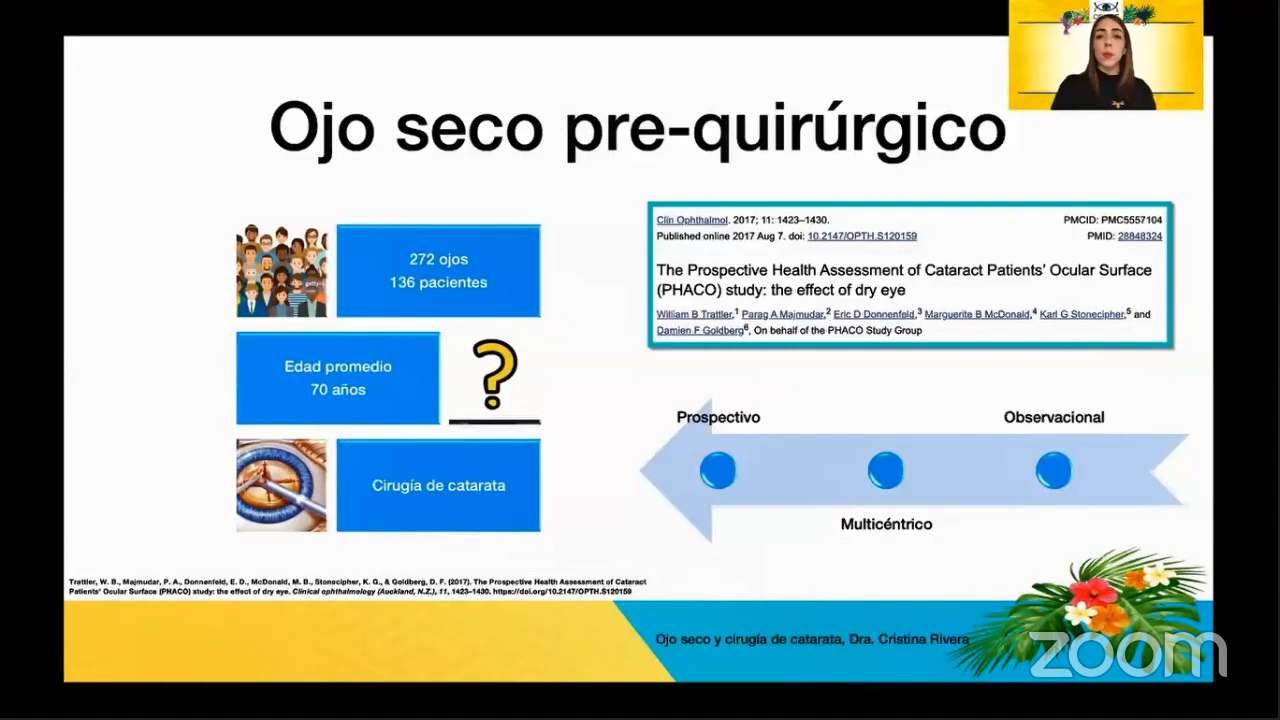 Ojo seco pre-quirúrgico
272 ojos
136 pacientes
Edad promedio
70 años
?
Cirugía de catarata
Clin Ophthalmol. 2017; 11: 1423–1430.
PMCID: PMC5557104
Published online 2017 Aug 7. doi: 10.2147/OPTH.S120159
PMID: 28848324
The Prospective Health Assessment of Cataract Patients’ Ocular Surface
(PHACO) study: the effect of dry eye
William B Trattler,1 Parag A Majmudar,2 Eric D Donnenfeld,3 Marguerite B McDonald,4 Karl G Stonecipher,5 and
Damien F Goldberg6, On behalf of the PHACO Study Group
Prospectivo
Observacional
Multicéntrico
Trattler, W. B., Majmudar, P. A., Donnenfeld, E. D., McDonald, M. B., Stonecipher, K. G., & Goldberg, D. F. (2017). The Prospective Health Assessment of Cataract
Patients' Ocular Surface (PHACO) study: the effect of dry eye. Clinical ophthalmology (Auckland, N.Z.), 11, 1423–1430. https://doi.org/10.2147/OPTH.S120159
Ojo seco y cirugía de catarata, Dra. Cristina Rivera
zoom